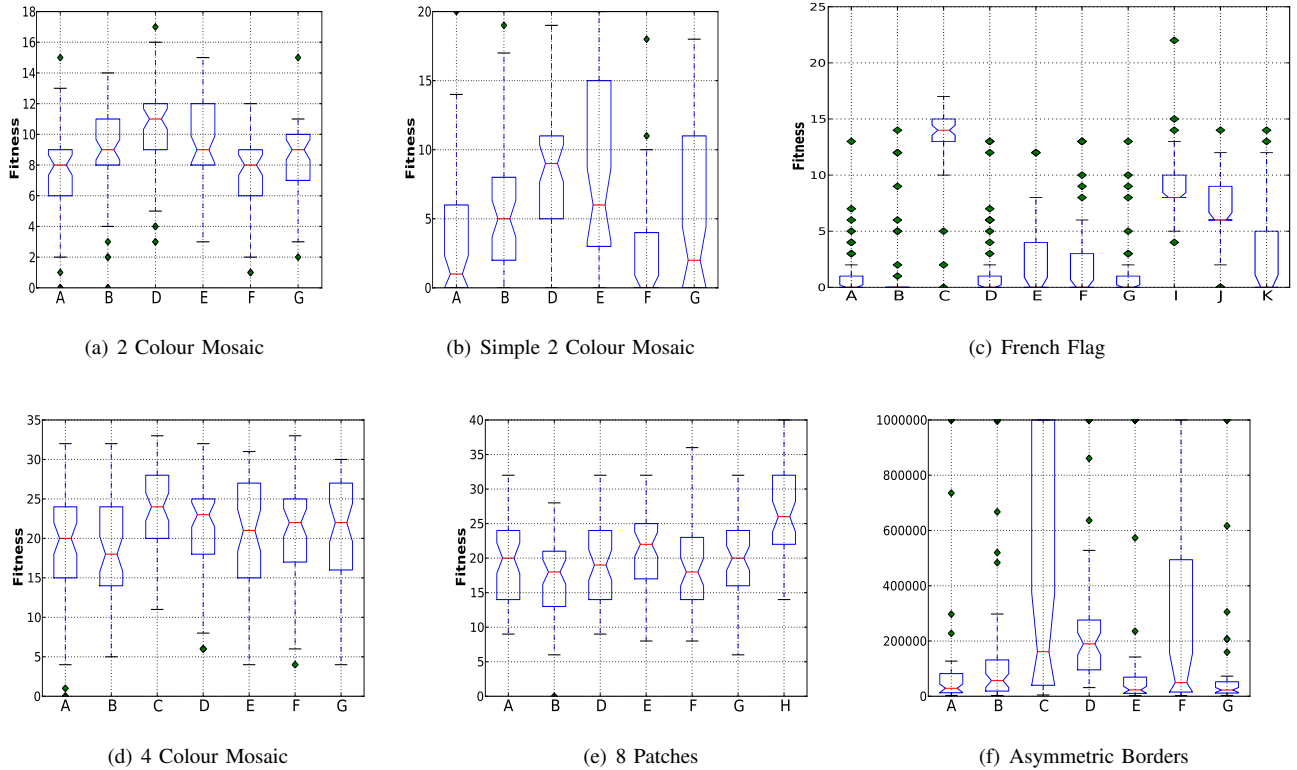 18
16
14
12
10
8
6
4
2
0
Fitness
A B D E F G
(a) 2 Colour Mosaic
20
15
10
5
0
Fitness
A B D E F G
(b) Simple 2 Colour Mosaic
25
20
15
10
5
0
Fitness
A B C D E F G I J K
(c) French Flag
35
30
25
20
15
10
5
0
Fitness
A B C D E F G
(d) 4 Colour Mosaic
40
35
30
25
20
15
10
5
0
Fitness
A B D E F G H
(e) 8 Patches
1000000
800000
600000
400000
200000
0
A B C D E F G
(f) Asymmetric Borders